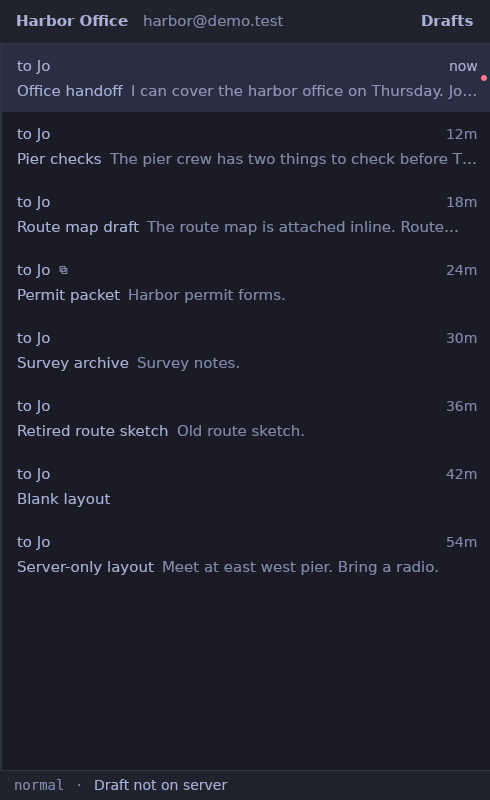 Harbor Office harbor@demo.test Drafts
to Jo now
Office handoff I can cover the harbor office on Thursday. Jo…
to Jo 12m
Pier checks The pier crew has two things to check before T…
to Jo 18m
Route map draft The route map is attached inline. Route…
to Jo 24m
Permit packet Harbor permit forms.
to Jo 30m
Survey archive Survey notes.
to Jo 36m
Retired route sketch Old route sketch.
to Jo 42m
Blank layout
to Jo 54m
Server-only layout Meet at east west pier. Bring a radio.
normal · Draft not on server